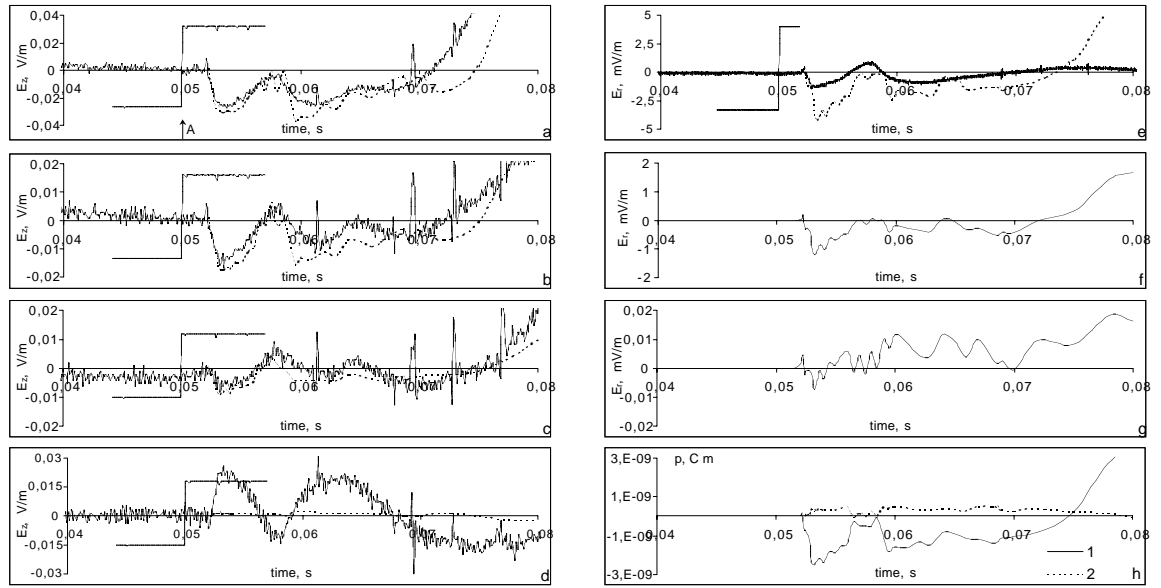 0,04
0,02
0
-0,02
-0,04
Ez, V/m
0,04 0,05 0,06 0,07 0,08
A
time, s
a
0,02
0,01
0
-0,01
-0,02
Ez, V/m
0,04 0,05 0,06 0,07 0,08
time, s
b
0,02
0,01
0
-0,01
-0,02
Ez, V/m
0,04 0,05 0,06 0,07 0,08
time, s
c
0,03
0,015
0
-0,015
-0,03
Ez, V/m
0,04 0,05 0,06 0,07 0,08
time, s
d
5
2,5
0
-2,5
-5
Er, mV/m
0,04 0,05 0,06 0,07 0,08
time, s
e
2
1
0
-1
-2
Er, mV/m
0,04 0,05 0,06 0,07 0,08
time, s
f
0,02
0,01
0
-0,01
-0,02
Er, mV/m
0,04 0,05 0,06 0,07 0,08
time, s
g
p, C m
3,E-09
1,E-09
-1,E-09
-3,E-09
0,04 0,05 0,06 0,07 0,08
time, s
1
2
h